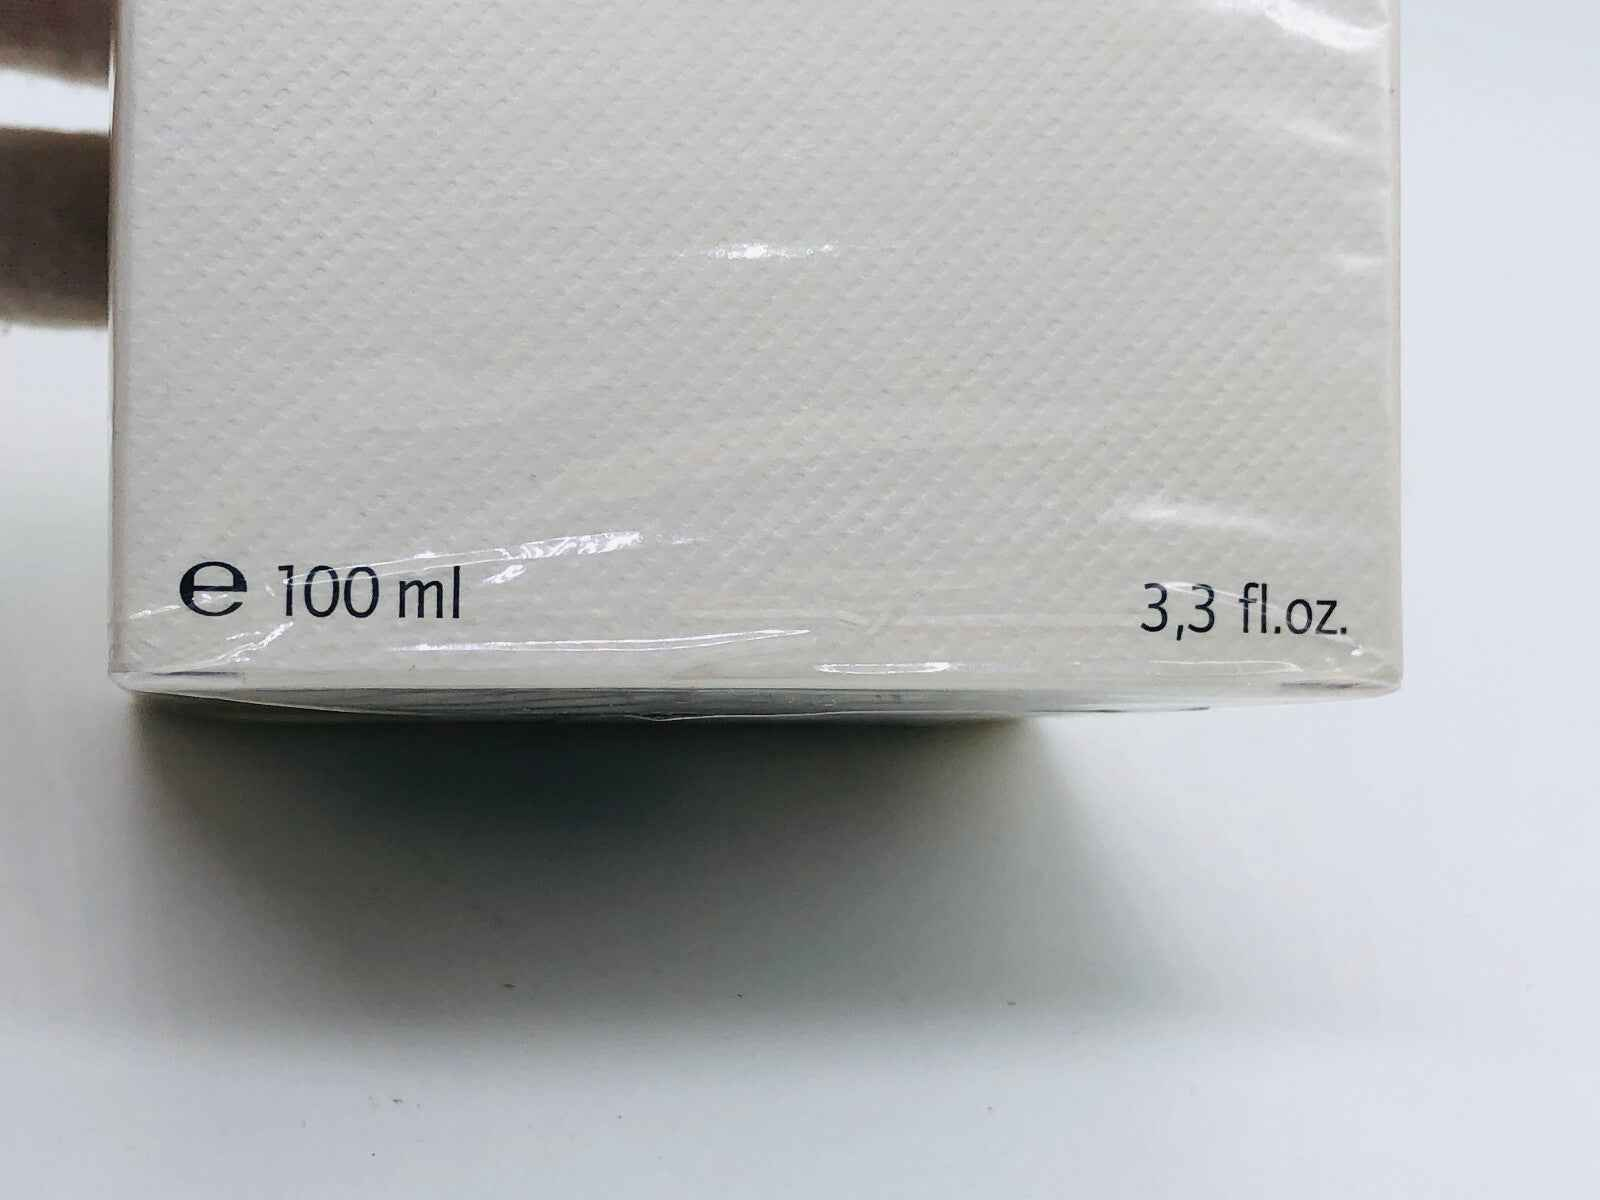 ℮ 100 ml
3,3 fl.oz.